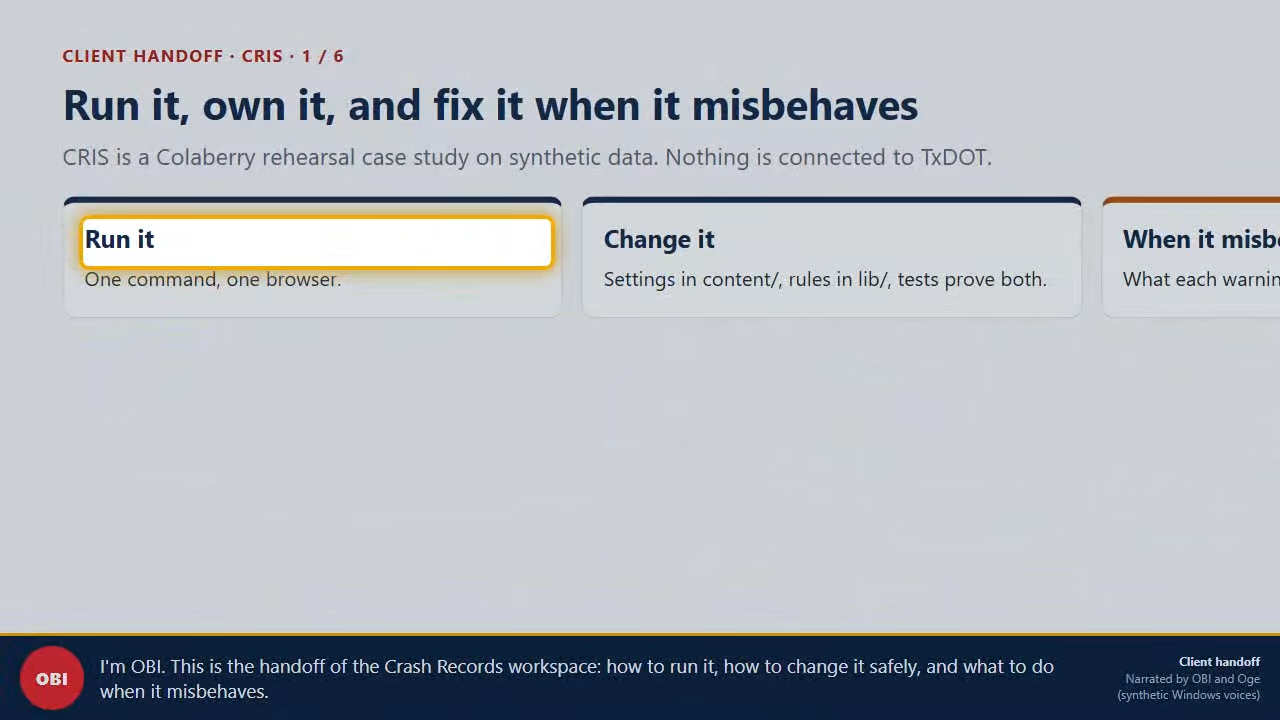 CLIENT HANDOFF · CRIS · 1 / 6
Run it, own it, and fix it when it misbehaves
CRIS is a Colaberry rehearsal case study on synthetic data. Nothing is connected to TxDOT.
Run it
One command, one browser.
Change it
Settings in content/, rules in lib/, tests prove both.
When it
What each
OBI
I'm OBI. This is the handoff of the Crash Records workspace: how to run it, how to change it safely, and what to do
when it misbehaves.
Client handoff
Narrated by OBI and Oge
(synthetic Windows voices)